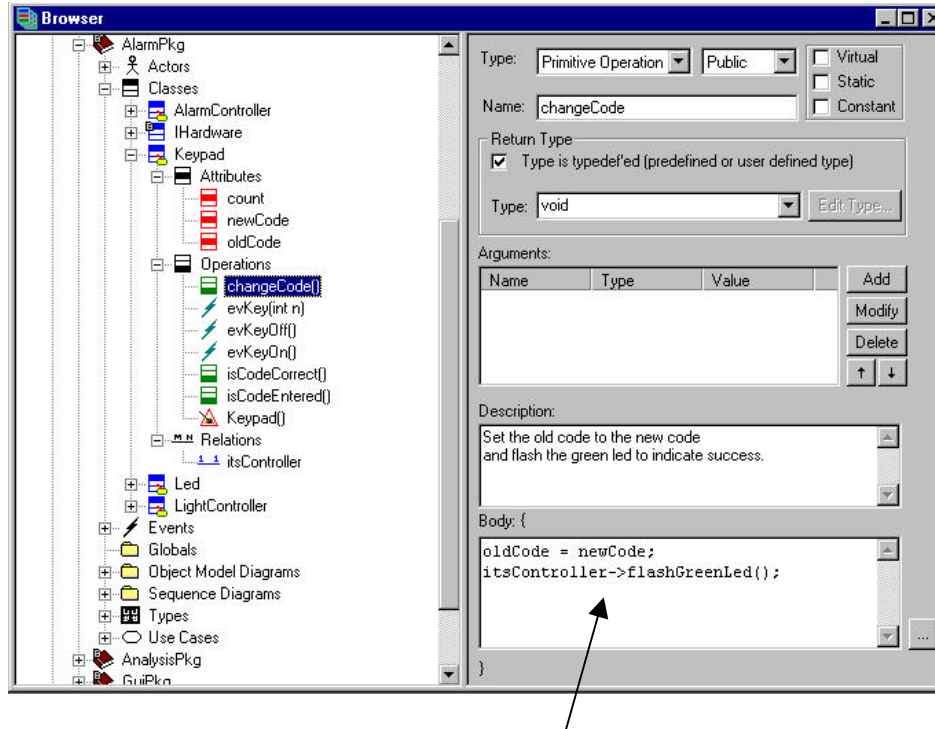 Browser
AlarmPkg
Actors
Classes
AlarmController
IHardware
Keypad
Attributes
count
newCode
oldCode
Operations
changeCode()
evKey(int n)
evKeyOff()
evKeyOn()
isCodeCorrect()
isCodeEntered()
Keypad()
M N Relations
1 1 itsController
Led
LightController
Events
Globals
Object Model Diagrams
Sequence Diagrams
Types
Use Cases
AnalysisPkg
GuiPkg
Type: Primitive Operation Public
Virtual
Static
Constant
Name: changeCode
Return Type
Type is typedef'ed (predefined or user defined type)
Type: void Edit Type...
Arguments:
Name Type Value
Add
Modify
Delete
Description:
Set the old code to the new code
and flash the green led to indicate success.
Body: {
oldCode = newCode;
itsController->flashGreenLed();
...
}